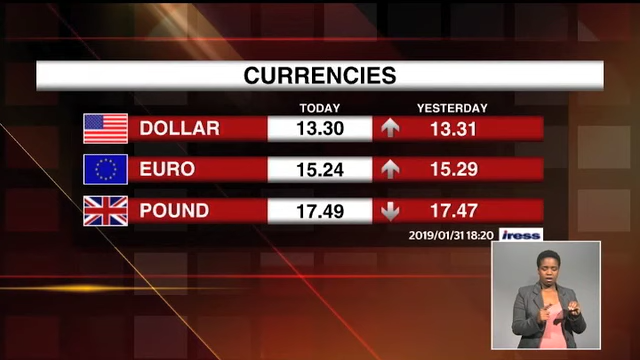 CURRENCIES
TODAY YESTERDAY
DOLLAR 13.30 13.31
EURO 15.24 15.29
POUND 17.49 17.47
2019/01/31 18:20 iress